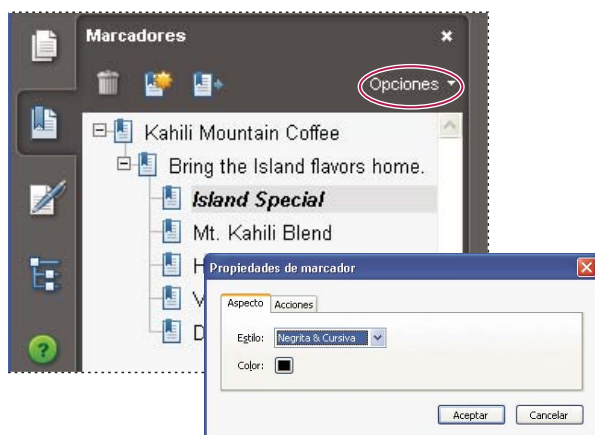 Marcadores
Opciones
Kahili Mountain Coffee
Bring the Island flavors home.
Island Special
Mt. Kahili Blend
H
V
D
Propiedades de marcador
Aspecto Acciones
Estilo: Negrita & Cursiva
Color:
Aceptar Cancelar